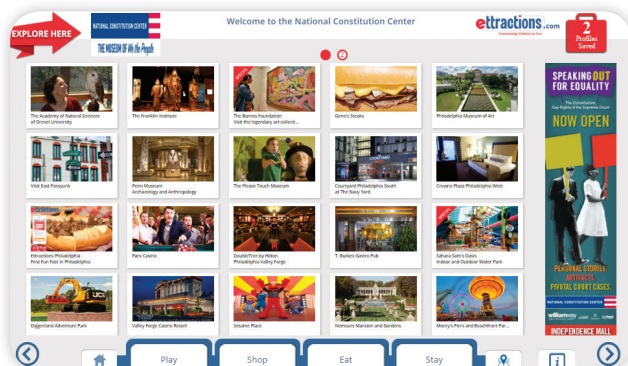 EXPLORE HERE
NATIONAL CONSTITUTION CENTER
THE MUSEUM OF We the People
Welcome to the National Constitution Center
ettractions.com
Connecting Visitors to Fun
2
Profiles
Saved
2
The Academy of Natural Sciences
of Drexel University
The Franklin Institute
The Barnes Foundation
Visit the legendary art collecti...
Geno's Steaks
Philadelphia Museum of Art
Visit East Passyunk
Penn Museum
Archaeology and Anthropology
The Please Touch Museum
Courtyard Philadelphia South
at The Navy Yard
Crowne Plaza Philadelphia West
Ettractions Philadelphia
Find Fun Fast in Philadelphia
Parx Casino
DoubleTree by Hilton
Philadelphia Valley Forge
T. Burkes Gastro Pub
Sahara Sam's Oasis
Indoor and Outdoor Water Park
Diggerland Adventure Park
Valley Forge Casino Resort
Sesame Place
Nemours Mansion and Gardens
Morey's Piers and Beachfront Par...
SPEAKING OUT
FOR EQUALITY
The Constitution,
Gay Rights & the Supreme Court
NOW OPEN
PERSONAL STORIES
ARTIFACTS
PIVOTAL COURT CASES
NATIONAL CONSTITUTION CENTER
williamway
INDEPENDENCE MALL
Play
Shop
Eat
Stay
i